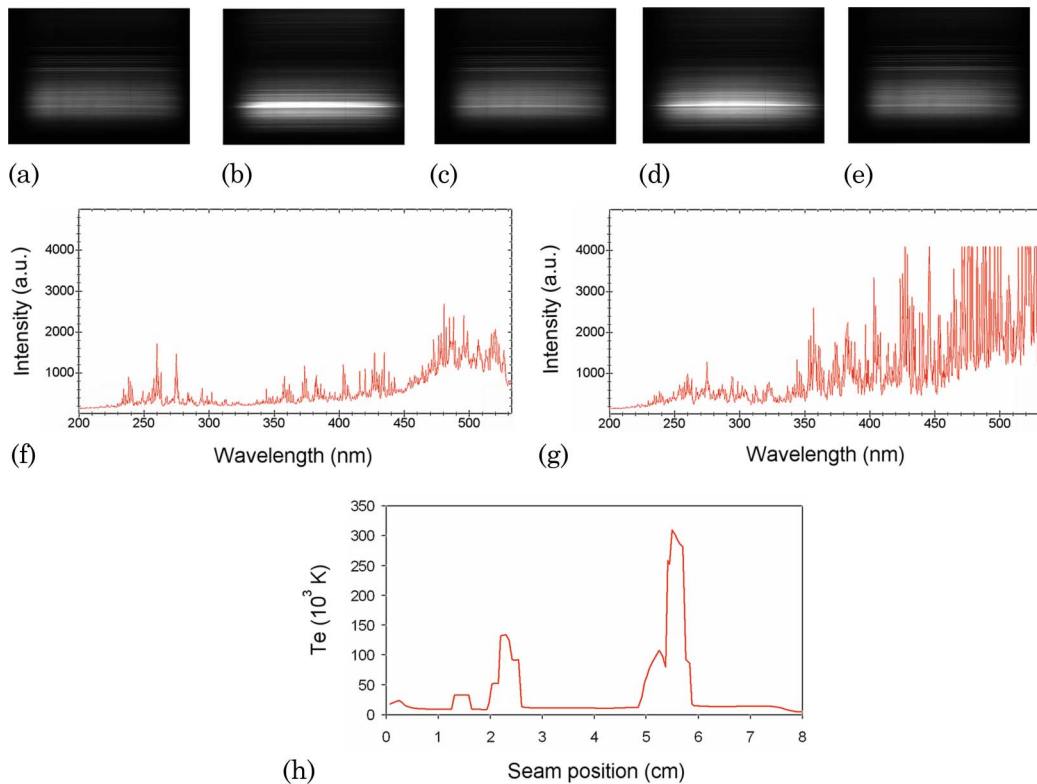 (a) (b) (c) (d) (e)
4000
3000
2000
1000
Intensity (a.u.)
200 250 300 350 400 450 500
Wavelength (nm)
(f)
4000
3000
2000
1000
Intensity (a.u.)
200 250 300 350 400 450 500
Wavelength (nm)
(g)
350
300
250
200
150
100
50
0
Te (10³ K)
0 1 2 3 4 5 6 7 8
Seam position (cm)
(h)